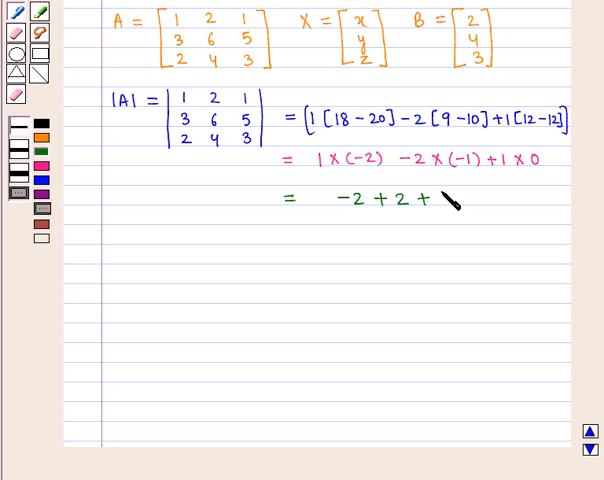 A = [ 1 2 1 X = [ x B = [ 2
3 6 5 y 4
2 4 3 ] z ] 3 ]
|A| = | 1 2 1 | = (1 [18 - 20] - 2 [9 - 10] + 1 [12 - 12]
3 6 5
2 4 3
= 1 × (-2) - 2 × (-1) + 1 × 0
= -2 + 2 +